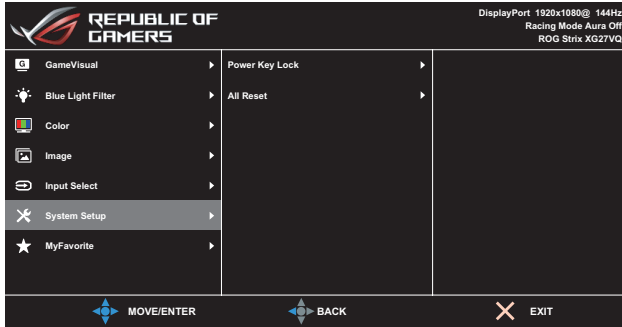 REPUBLIC OF
GAMERS
DisplayPort 1920x1080@ 144Hz
Racing Mode Aura Off
ROG Strix XG27VQ
G
GameVisual
Blue Light Filter
Color
Image
Input Select
System Setup
MyFavorite
Power Key Lock
All Reset
MOVE/ENTER
BACK
EXIT